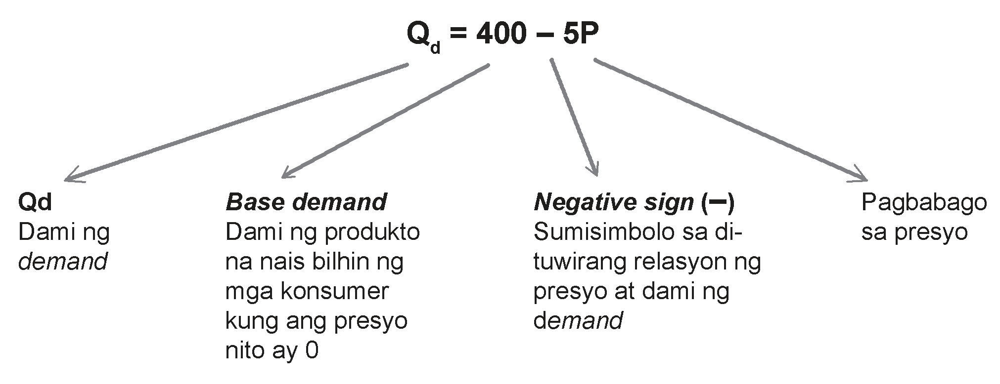 Qd = 400 – 5P
Qd
Dami ng
demand
Base demand
Dami ng produkto
na nais bilhin ng
mga konsumer
kung ang presyo
nito ay 0
Negative sign (–)
Sumisimbolo sa di-
tuwirang relasyon ng
presyo at dami ng
demand
Pagbabago
sa presyo